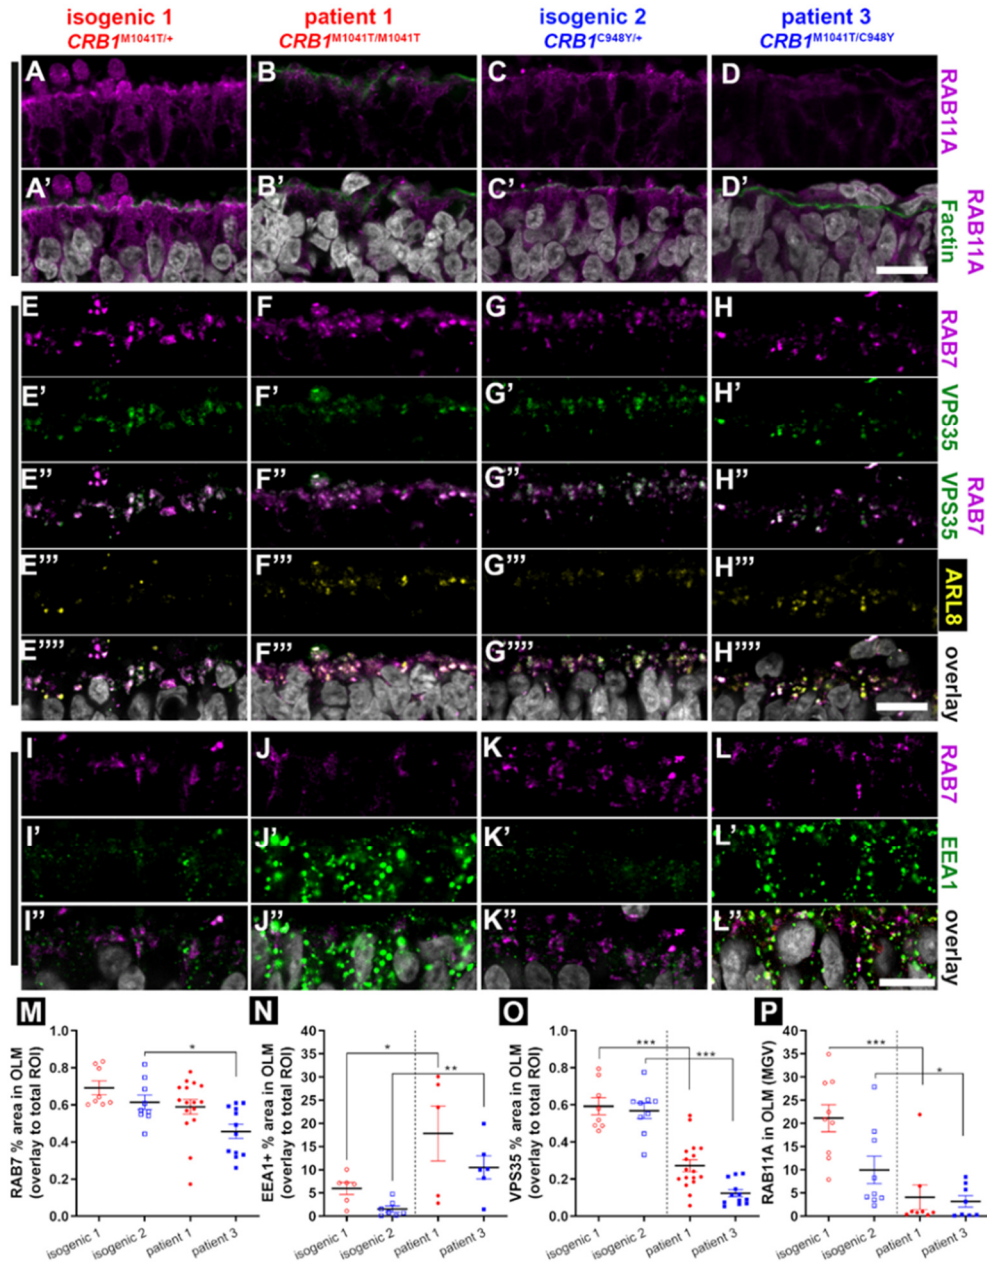 isogenic 1
CRB1M1041T/+
patient 1
CRB1M1041T/M1041T
isogenic 2
CRB1C948Y/+
patient 3
CRB1M1041T/C948Y
A
B
C
D
RAB11A
A'
B'
C'
D'
RAB11A
Factin
E
F
G
H
RAB7
E'
F'
G'
H'
VPS35
E''
F''
G''
H''
RAB7
VPS35
E'''
F'''
G'''
H'''
ARL8
E''''
F'''
G''''
H''''
overlay
I
J
K
L
RAB7
I'
J'
K'
L'
EEA1
I''
J''
K''
L''
overlay
M
RAB7 % area in OLM
(overlay to total ROI)
1.0
0.8
0.6
0.4
0.2
0.0
*
isogenic 1
isogenic 2
patient 1
patient 3
N
EEA1+ % area in OLM
(overlay to total ROI)
40
35
30
25
20
15
10
5
0
*
**
isogenic 1
isogenic 2
patient 1
patient 3
O
VPS35 % area in OLM
(overlay to total ROI)
1.0
0.8
0.6
0.4
0.2
0.0
***
***
isogenic 1
isogenic 2
patient 1
patient 3
P
RAB11A in OLM (MGV)
40
35
30
25
20
15
10
5
0
***
*
isogenic 1
isogenic 2
patient 1
patient 3